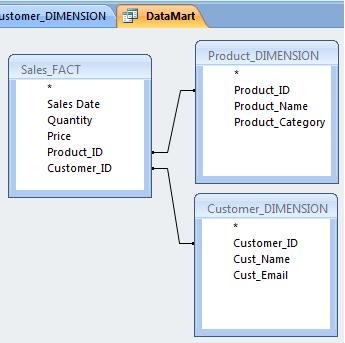 ustomer_DIMENSION DataMart
Sales_FACT
*
Sales Date
Quantity
Price
Product_ID
Customer_ID
Product_DIMENSION
*
Product_ID
Product_Name
Product_Category
Customer_DIMENSION
*
Customer_ID
Cust_Name
Cust_Email